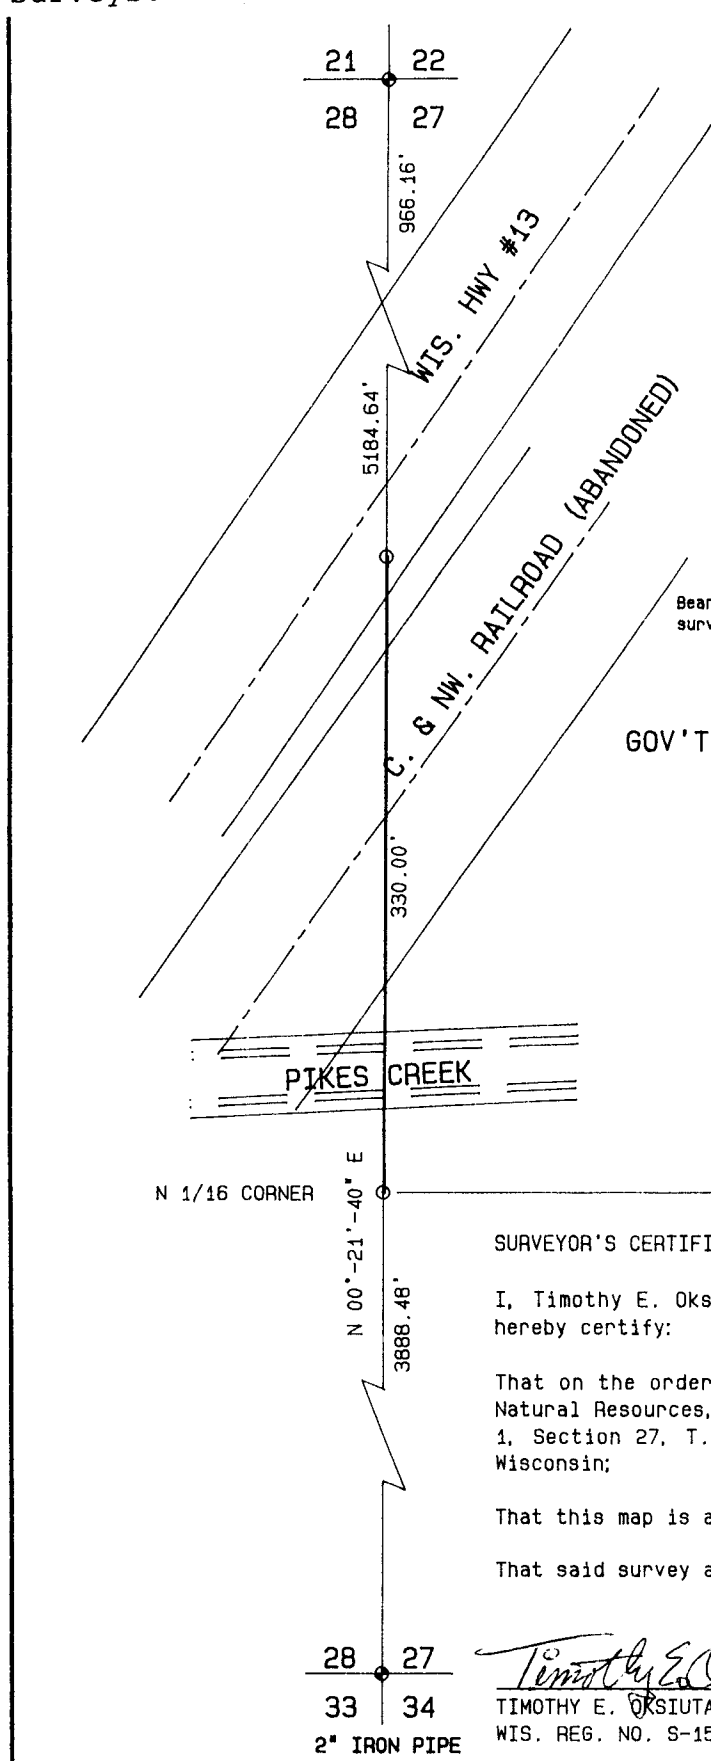 21 22
28 27
966.16'
WIS. HWY #13
5184.64'
C. & NW. RAILROAD (ABANDONED)
Bear
surv
GOV'T
330.00'
PIKES CREEK
N 1/16 CORNER
N 00°-21'-40" E
3888.48'
SURVEYOR'S CERTIFI
I, Timothy E. Oks
hereby certify:
That on the order
Natural Resources,
1, Section 27, T.
Wisconsin;
That this map is a
That said survey a
28 27
33 34
2" IRON PIPE
Timothy E. O
TIMOTHY E. OKSIUTA
WIS. REG. NO. S-15